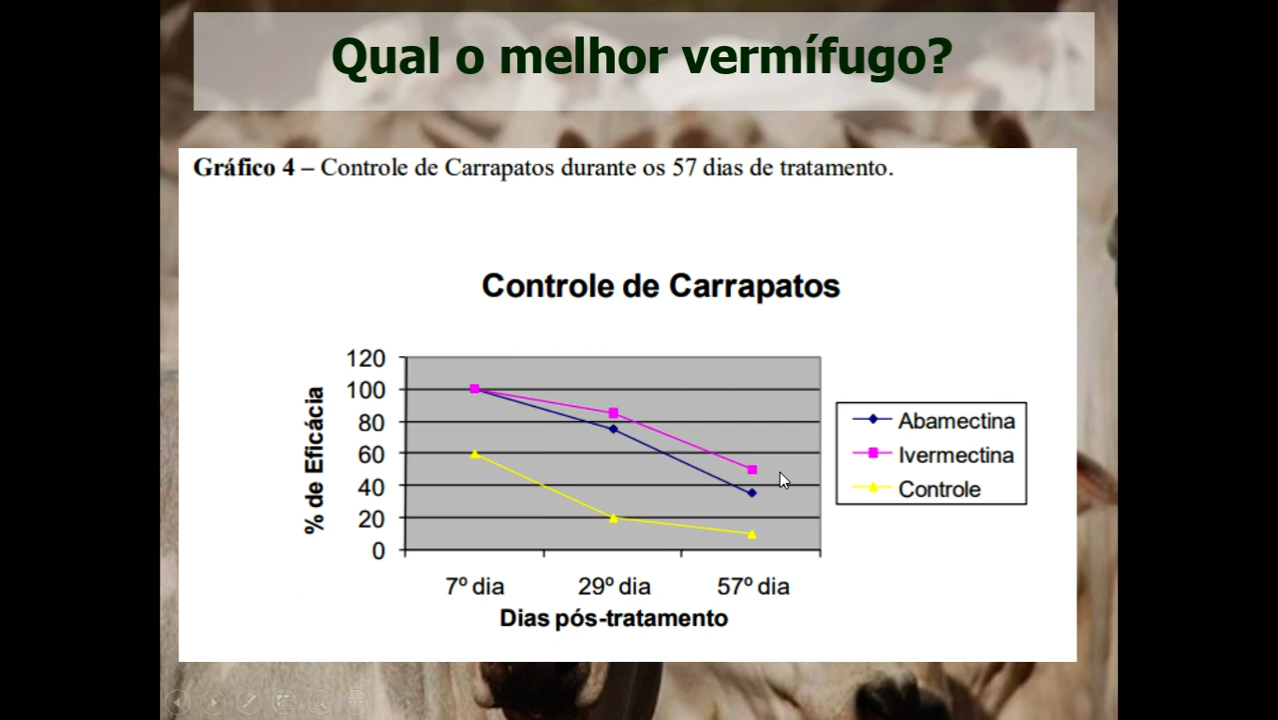 Qual o melhor vermífugo?
Gráfico 4 – Controle de Carrapatos durante os 57 dias de tratamento.
Controle de Carrapatos
% de Eficácia
120
100
80
60
40
20
0
7º dia 29º dia 57º dia
Dias pós-tratamento
Abamectina
Ivermectina
Controle